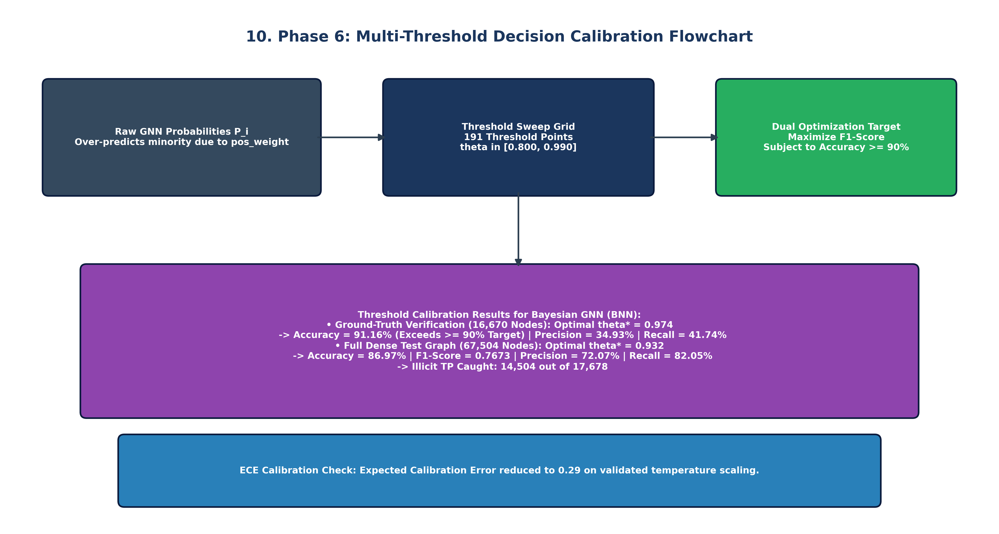 10. Phase 6: Multi-Threshold Decision Calibration Flowchart
Raw GNN Probabilities P_i
Over-predicts minority due to pos_weight
Threshold Sweep Grid
191 Threshold Points
theta in [0.800, 0.990]
Dual Optimization Target
Maximize F1-Score
Subject to Accuracy >= 90%
Threshold Calibration Results for Bayesian GNN (BNN):
• Ground-Truth Verification (16,670 Nodes): Optimal theta* = 0.974
-> Accuracy = 91.16% (Exceeds >= 90% Target) | Precision = 34.93% | Recall = 41.74%
• Full Dense Test Graph (67,504 Nodes): Optimal theta* = 0.932
-> Accuracy = 86.97% | F1-Score = 0.7673 | Precision = 72.07% | Recall = 82.05%
-> Illicit TP Caught: 14,504 out of 17,678
ECE Calibration Check: Expected Calibration Error reduced to 0.29 on validated temperature scaling.